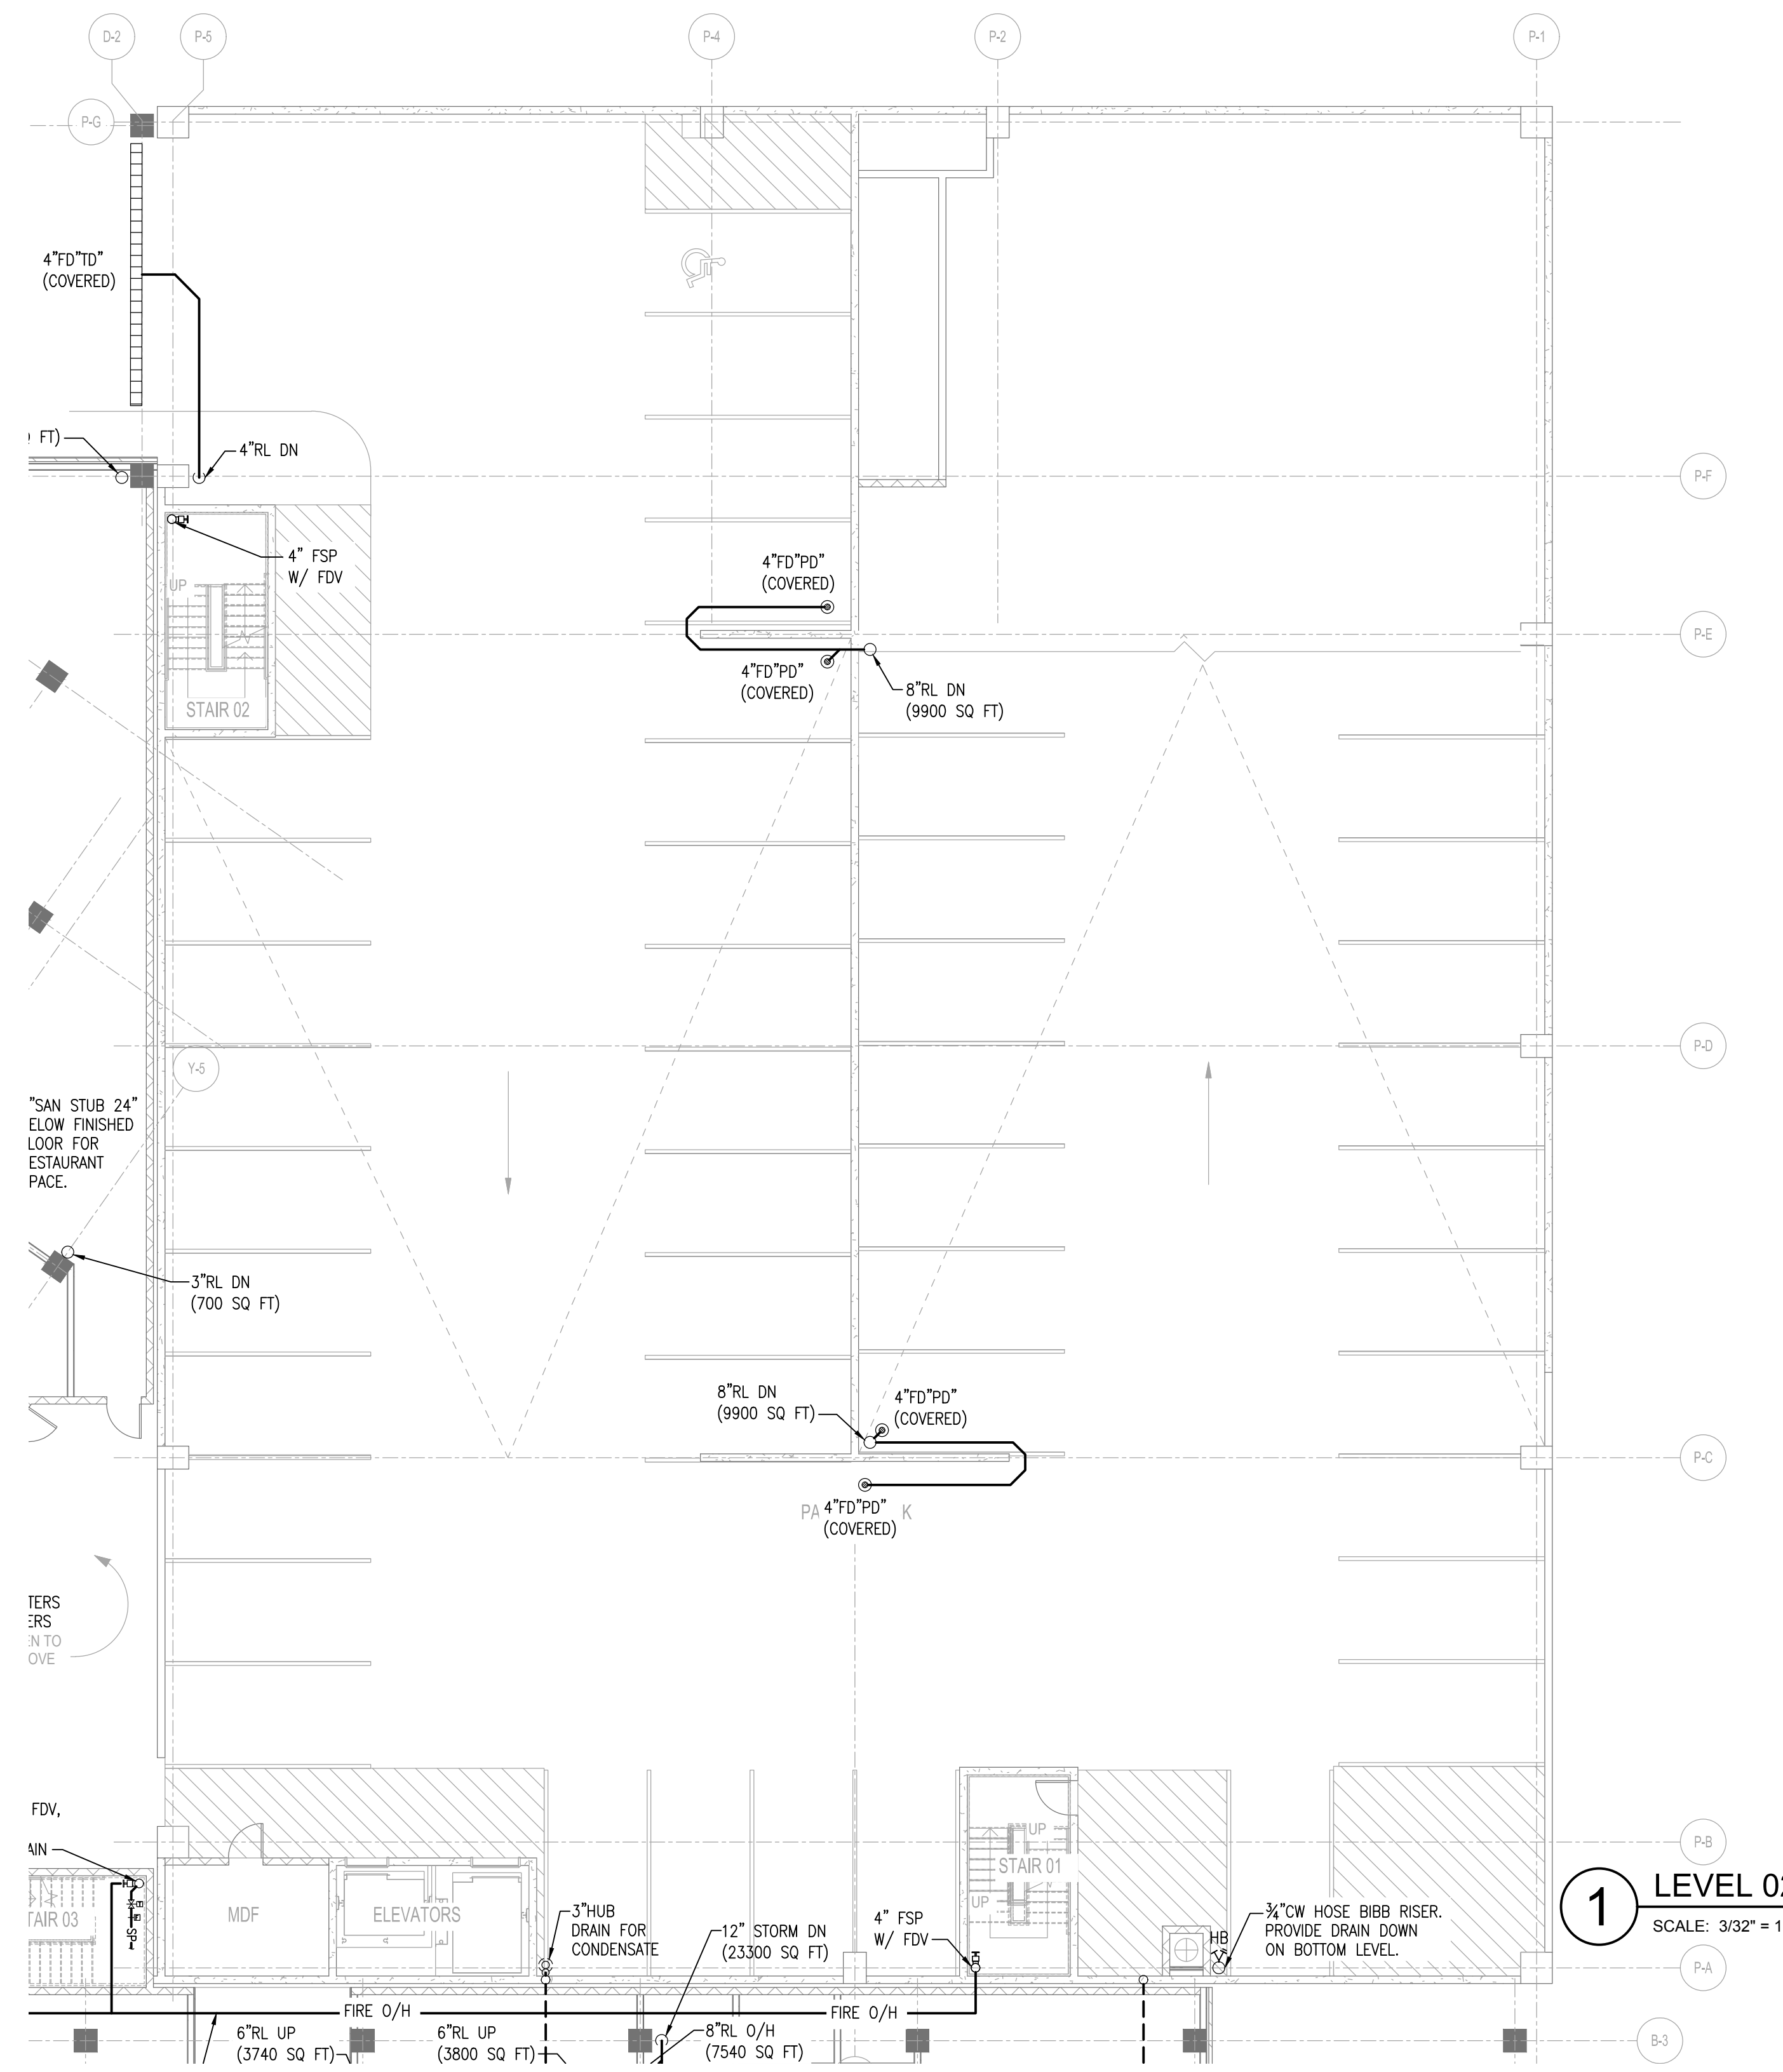 D-2
P-5
P-4
P-2
P-1
P-G
4"FD"TD"
(COVERED)
FT)
4"RL DN
P-F
4" FSP
W/ FDV
UP
STAIR 02
4"FD"PD"
(COVERED)
P-E
4"FD"PD"
(COVERED)
8"RL DN
(9900 SQ FT)
P-D
Y-5
"SAN STUB 24"
ELOW FINISHED
LOOR FOR
ESTAURANT
PACE.
3"RL DN
(700 SQ FT)
8"RL DN
(9900 SQ FT)
4"FD"PD"
(COVERED)
P-C
PA
K
4"FD"PD"
(COVERED)
TERS
ERS
EN TO
OVE
FDV,
AIN
P-B
UP
STAIR 01
UP
TAIR 03
SP
MDF
ELEVATORS
3"HUB
DRAIN FOR
CONDENSATE
12" STORM DN
(23300 SQ FT)
4" FSP
W/ FDV
HB
¾"CW HOSE BIBB RISER.
PROVIDE DRAIN DOWN
ON BOTTOM LEVEL.
1
LEVEL 02
SCALE: 3/32" = 1
P-A
FIRE O/H
FIRE O/H
6"RL UP
(3740 SQ FT)
6"RL UP
(3800 SQ FT)
8"RL O/H
(7540 SQ FT)
B-3